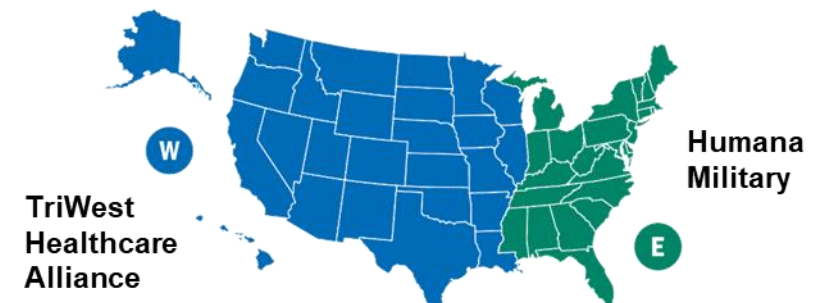 W
TriWest
Healthcare
Alliance
Humana
Military
E